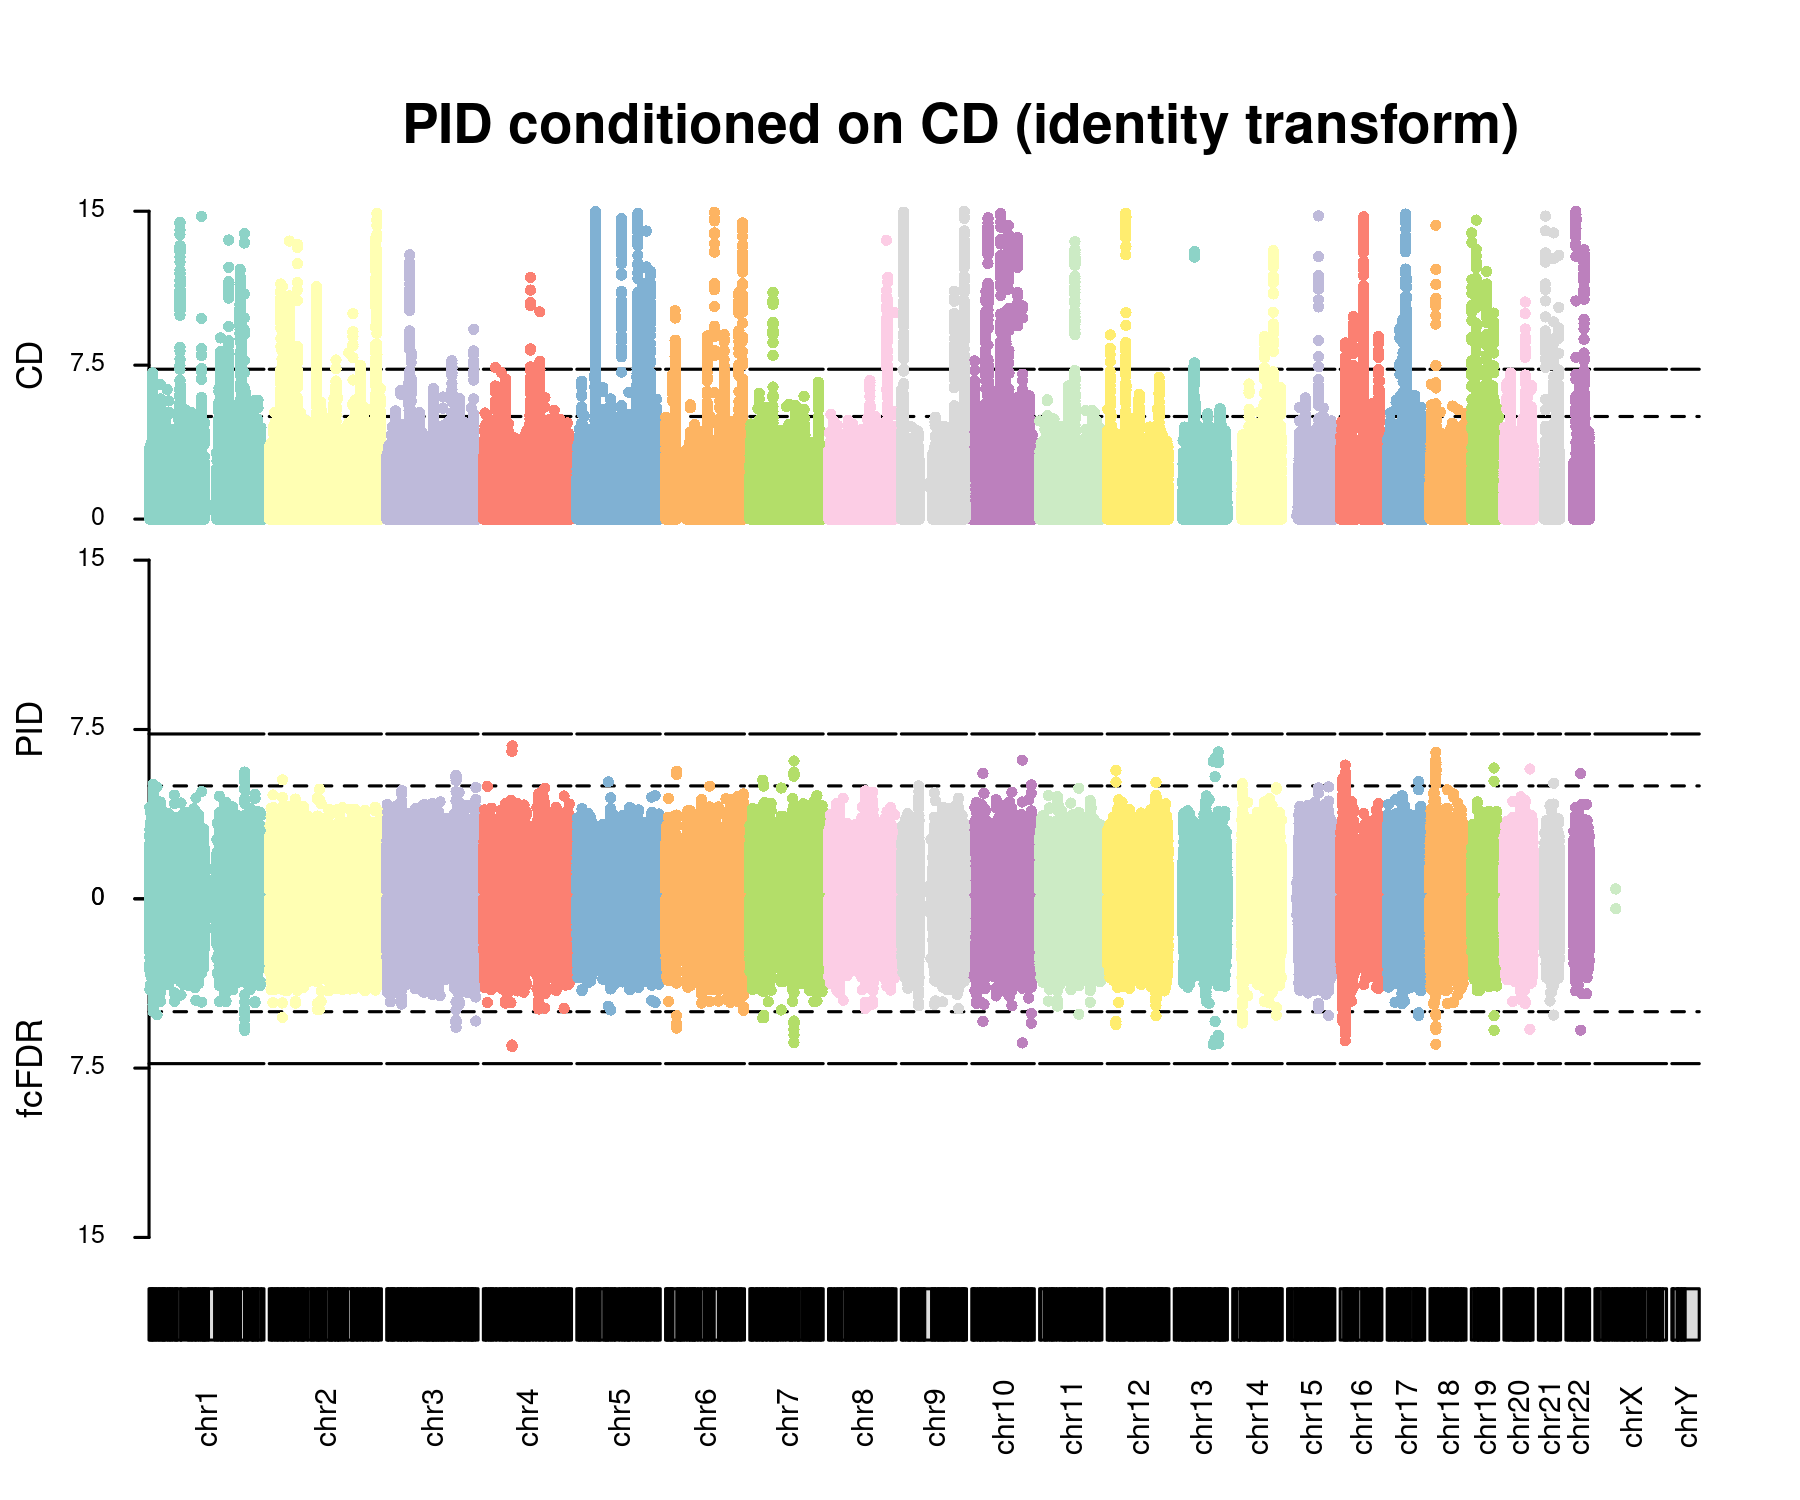 PID conditioned on CD (identity transform)
15
CD
7.5
0
15
PID
7.5
0
fcFDR
7.5
15
chr1 chr2 chr3 chr4 chr5 chr6 chr7 chr8 chr9 chr10 chr11 chr12 chr13 chr14 chr15 chr16 chr17 chr18 chr19 chr20 chr21 chr22 chrX chrY